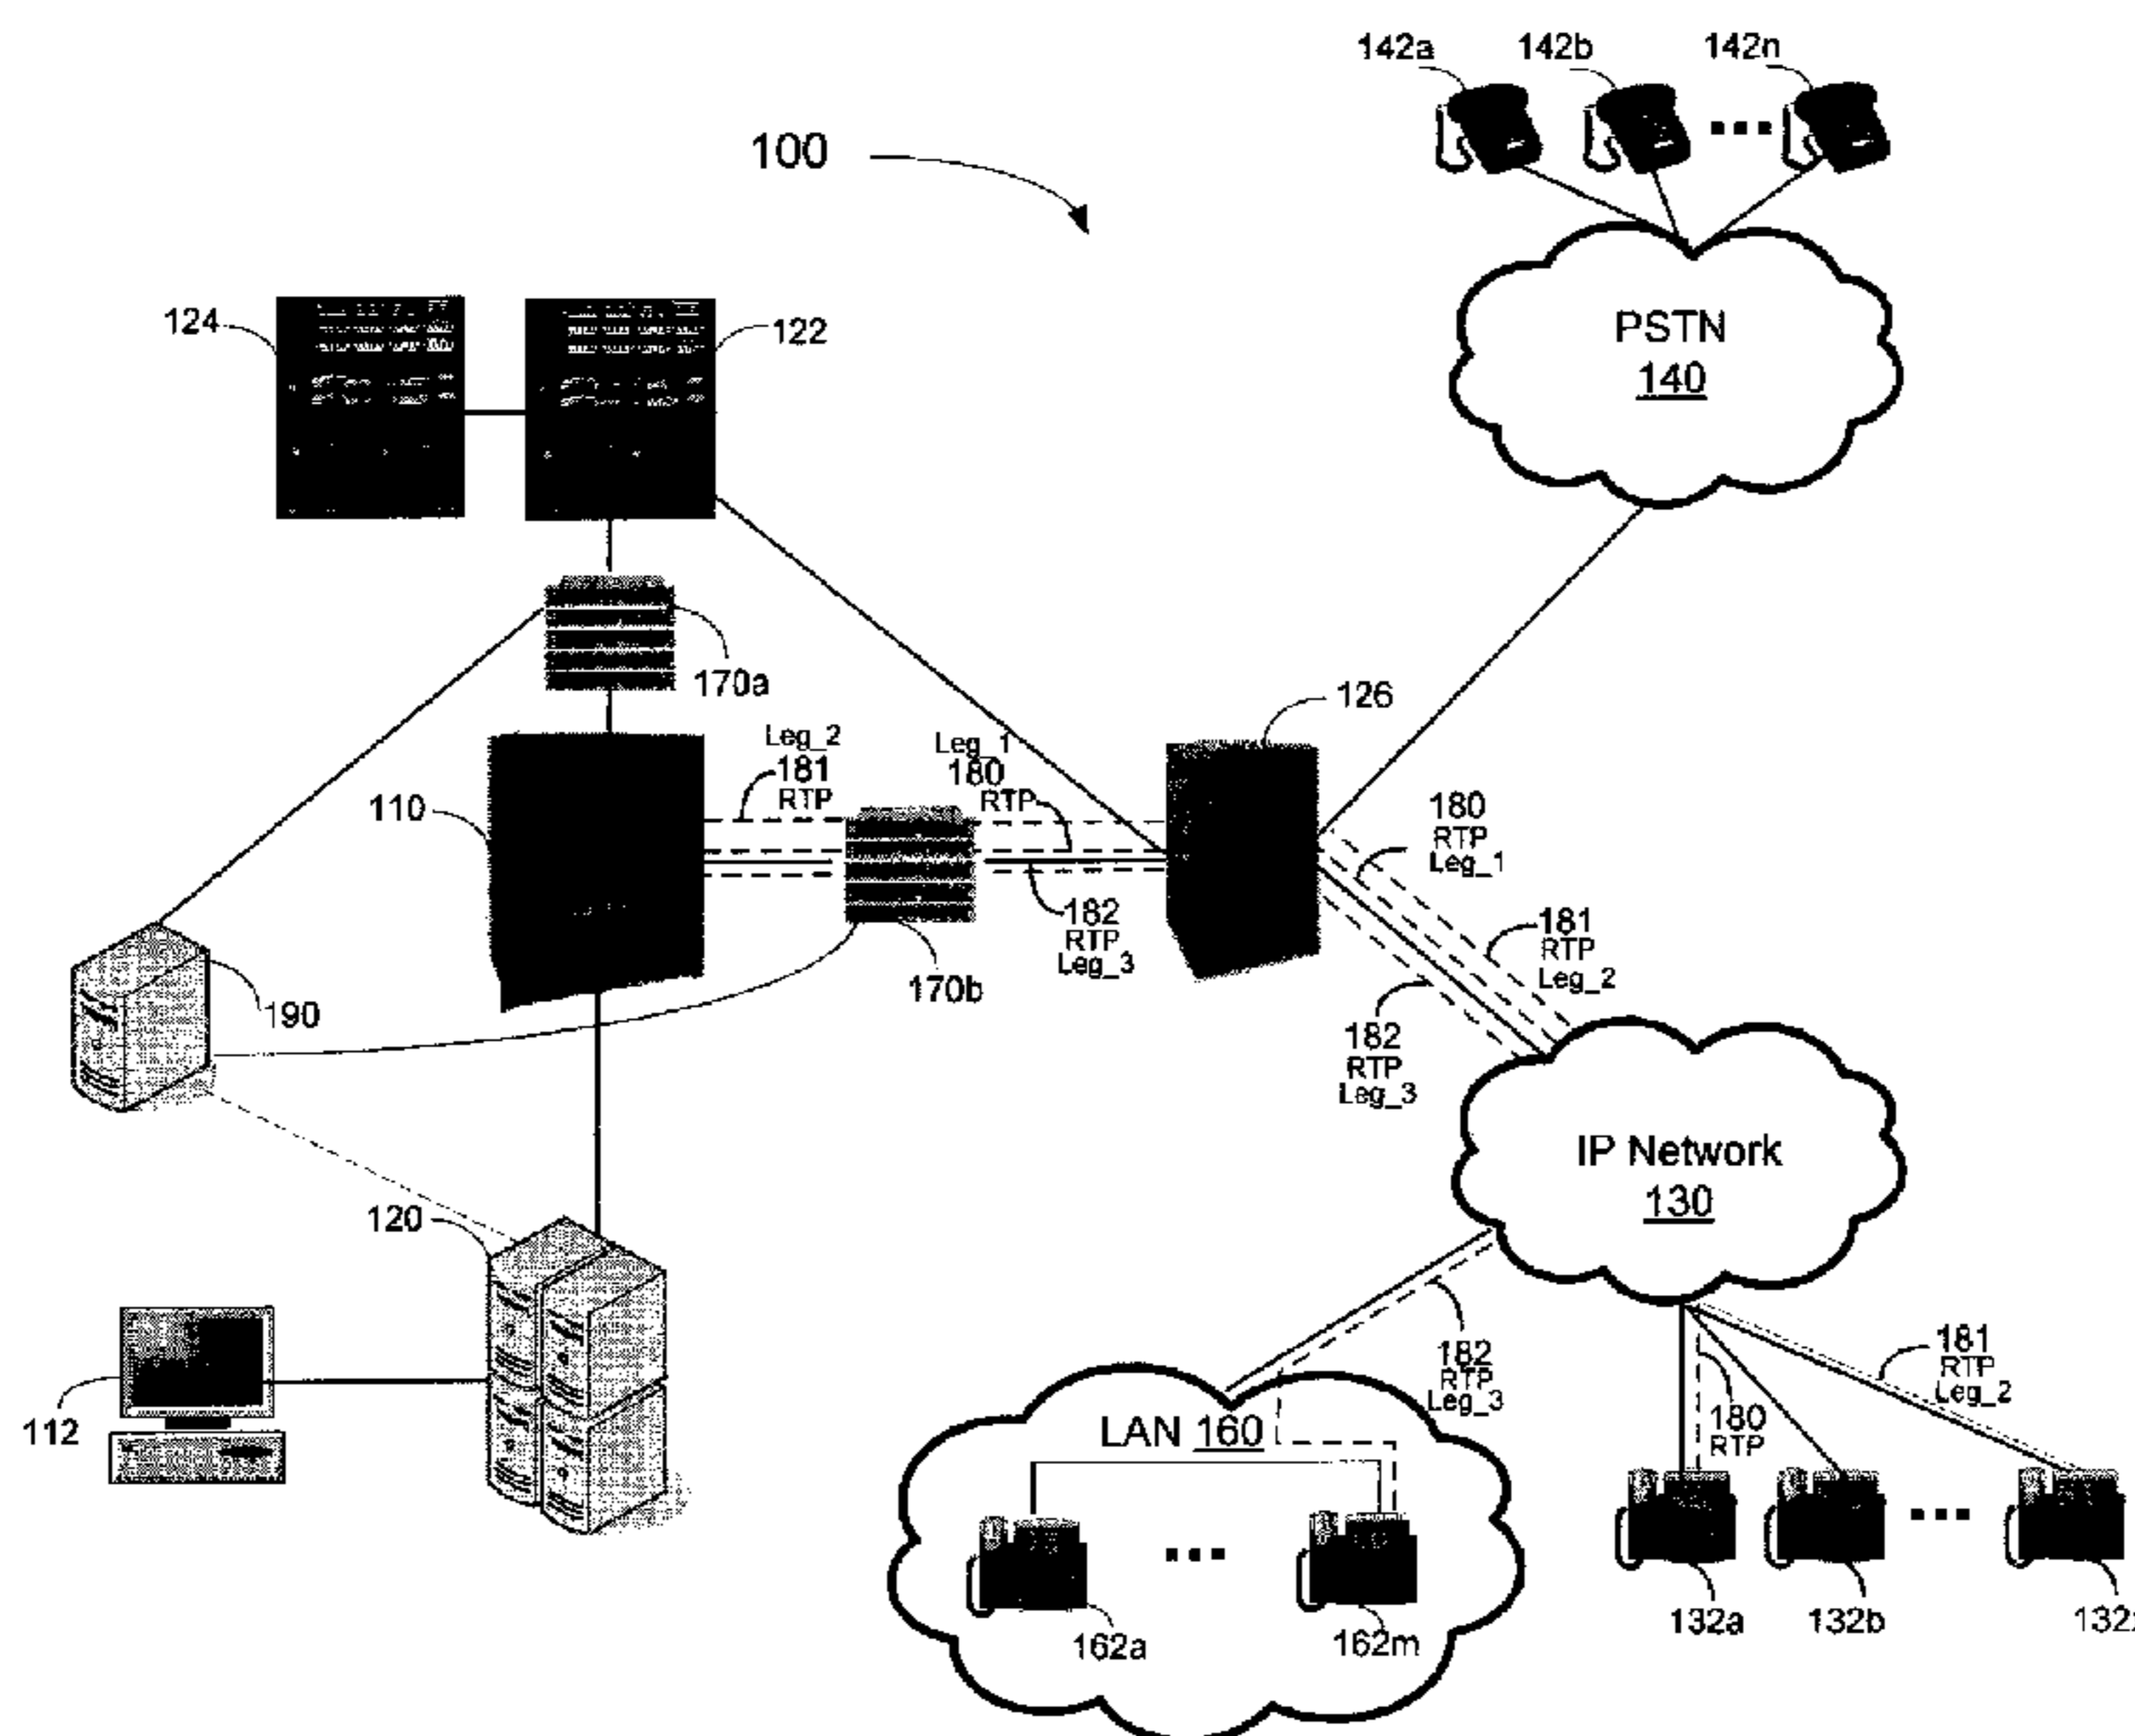 142a
142b
142n
100
PSTN
140
124
122
170a
126
Leg_2
181
RTP
Leg_1
180
RTP
110
180
RTP
Leg_1
181
RTP
Leg_2
182
RTP
Leg_3
170b
190
182
RTP
Leg_3
IP Network
130
120
182
RTP
Leg_3
181
RTP
Leg_2
180
RTP
112
LAN 160
162a
162m
132a
132b